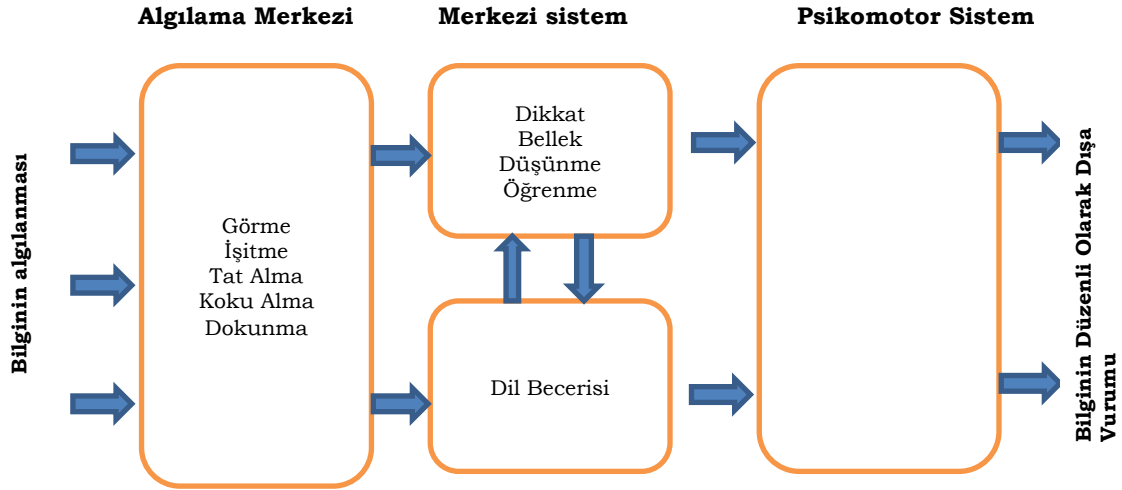 Algılama Merkezi
Merkezi sistem
Psikomotor Sistem
Bilginin algılanması
Görme
İşitme
Tat Alma
Koku Alma
Dokunma
Dikkat
Bellek
Düşünme
Öğrenme
Dil Becerisi
Bilginin Düzenli Olarak Dışa
Vurumu